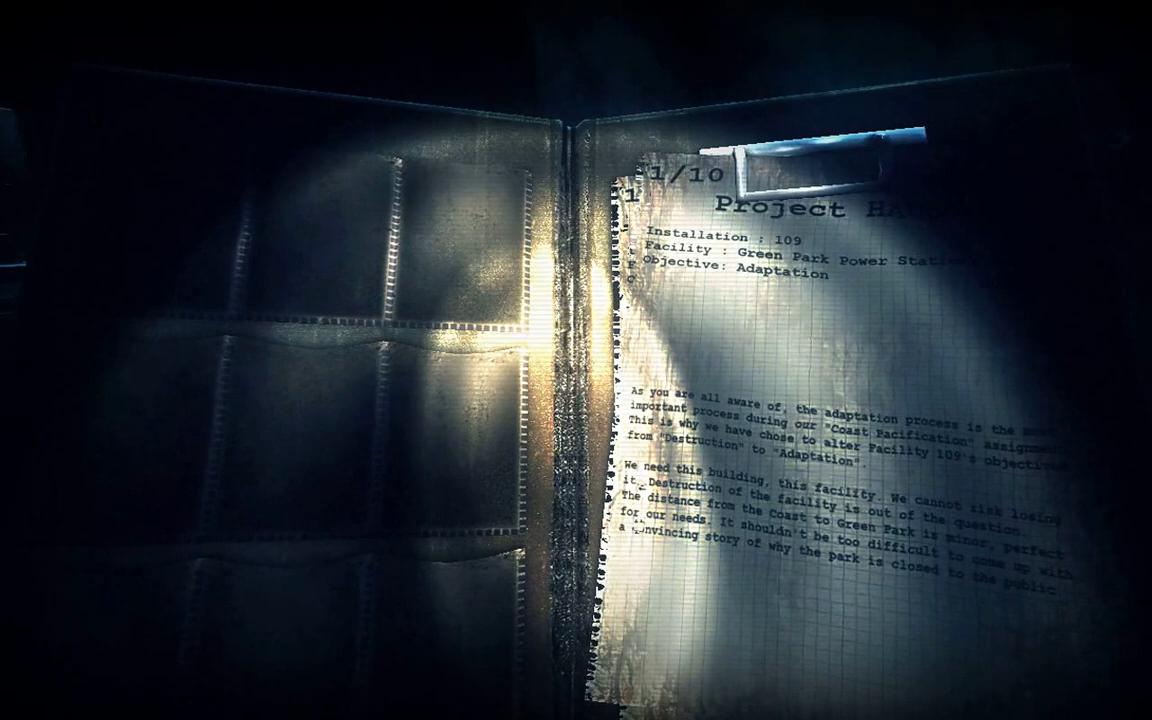 1/10
1
Project
Installation : 109
Facility : Green Park Power
Objective: Adaptation
As you are all aware of, the adaptation process is the most
important process during our "Coast Pacification" assignment
This is why we have chose to alter Facility 109's objectives
from "Destruction" to "Adaptation".
We need this building, this facility. We cannot risk losing
it. Destruction of the facility is out of the question.
The distance from the Coast to Green Park is minor, perfect
for our needs. It shouldn't be too difficult to come up with
a convincing story of why the park is closed to the public